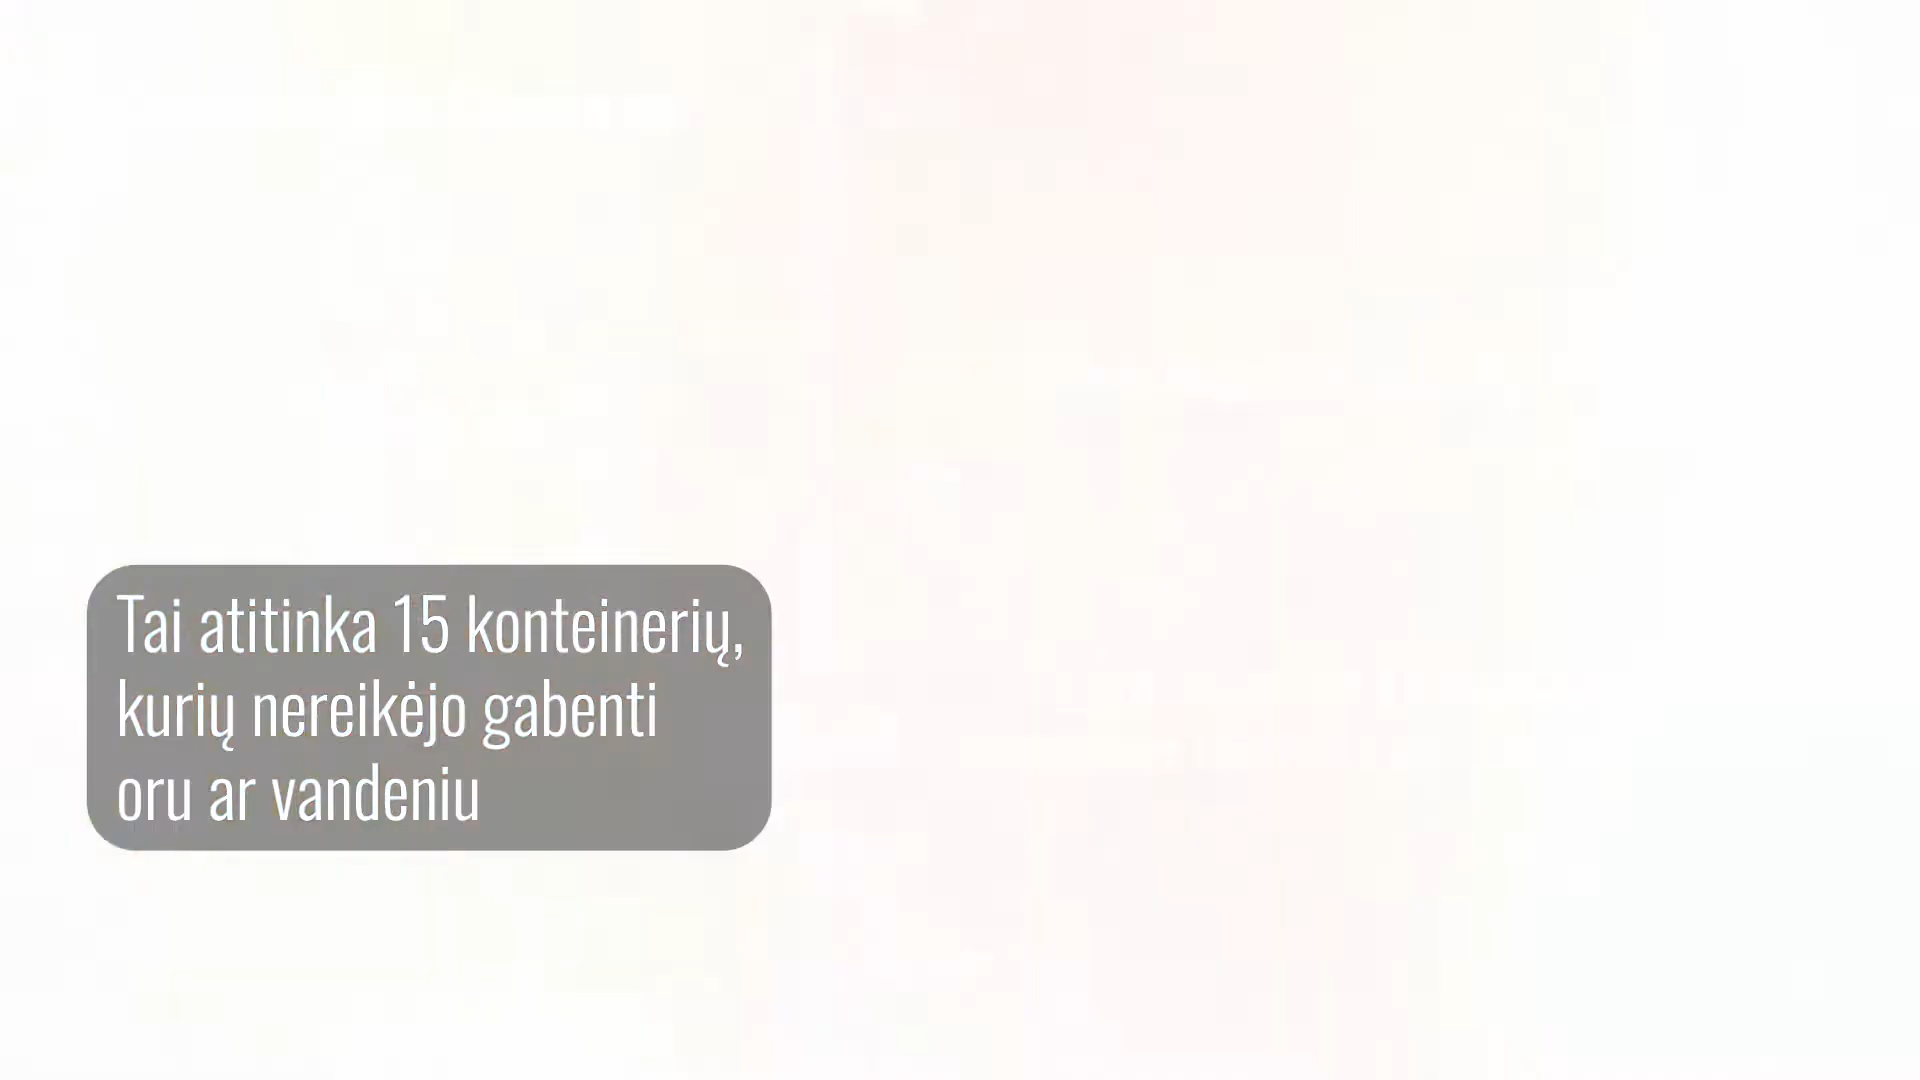 Tai atitinka 15 konteinerių,
kurių nereikėjo gabenti
oru ar vandeniu